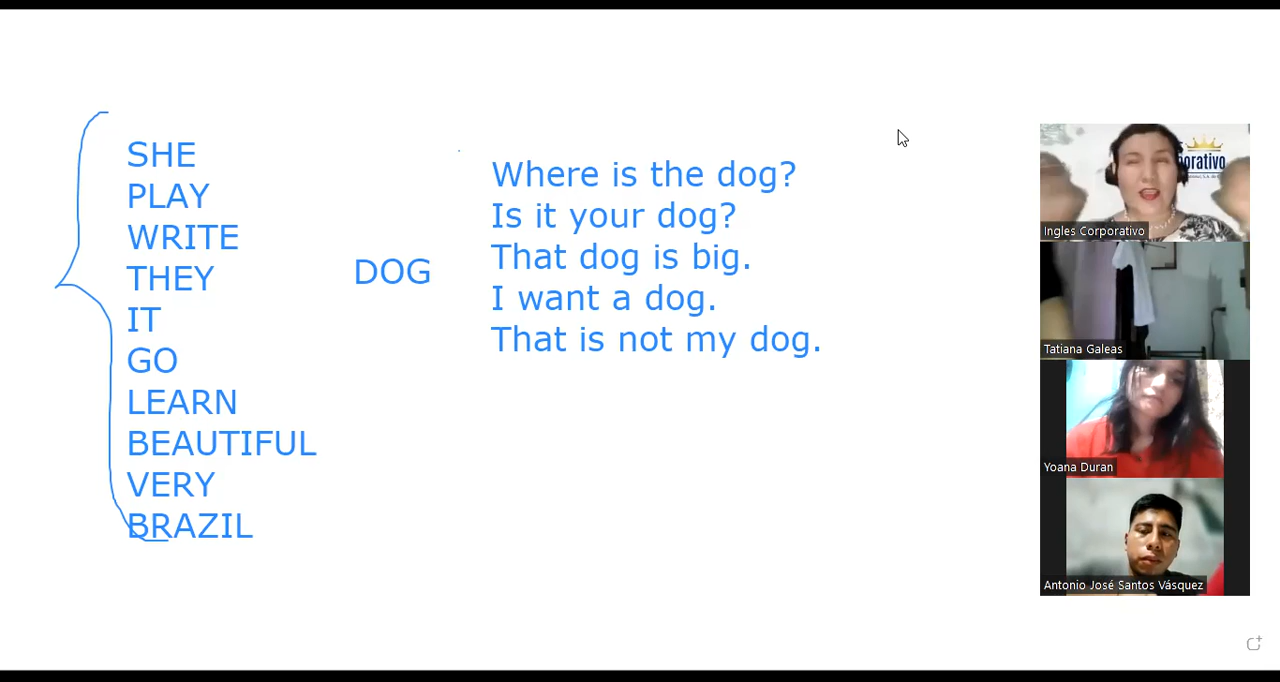 SHE
PLAY
WRITE
THEY
IT
GO
LEARN
BEAUTIFUL
VERY
BRAZIL
DOG
Where is the dog?
Is it your dog?
That dog is big.
I want a dog.
That is not my dog.
Ingles Corporativo
Tatiana Galeas
Yoana Duran
Antonio José Santos Vásquez